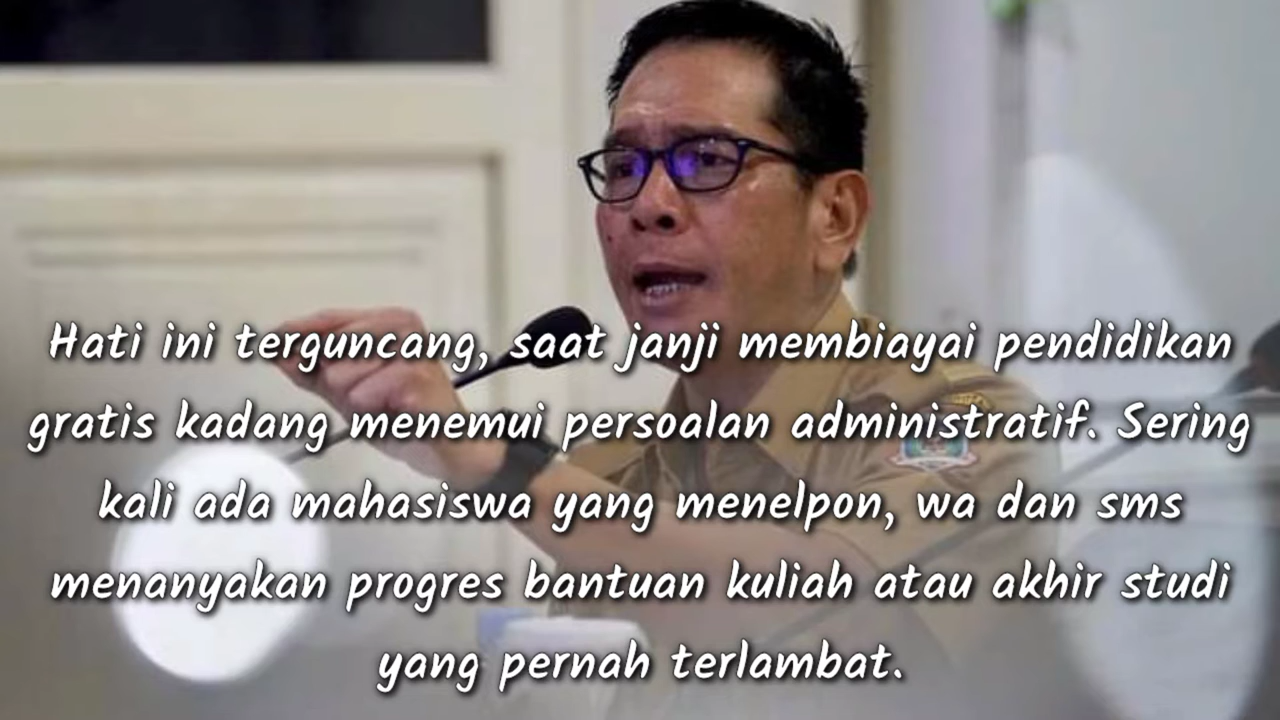 Hati ini terguncang, saat janji membiayai pendidikan
gratis kadang menemui persoalan administratif. Sering
kali ada mahasiswa yang menelpon, wa dan sms
menanyakan progres bantuan kuliah atau akhir studi
yang pernah terlambat.